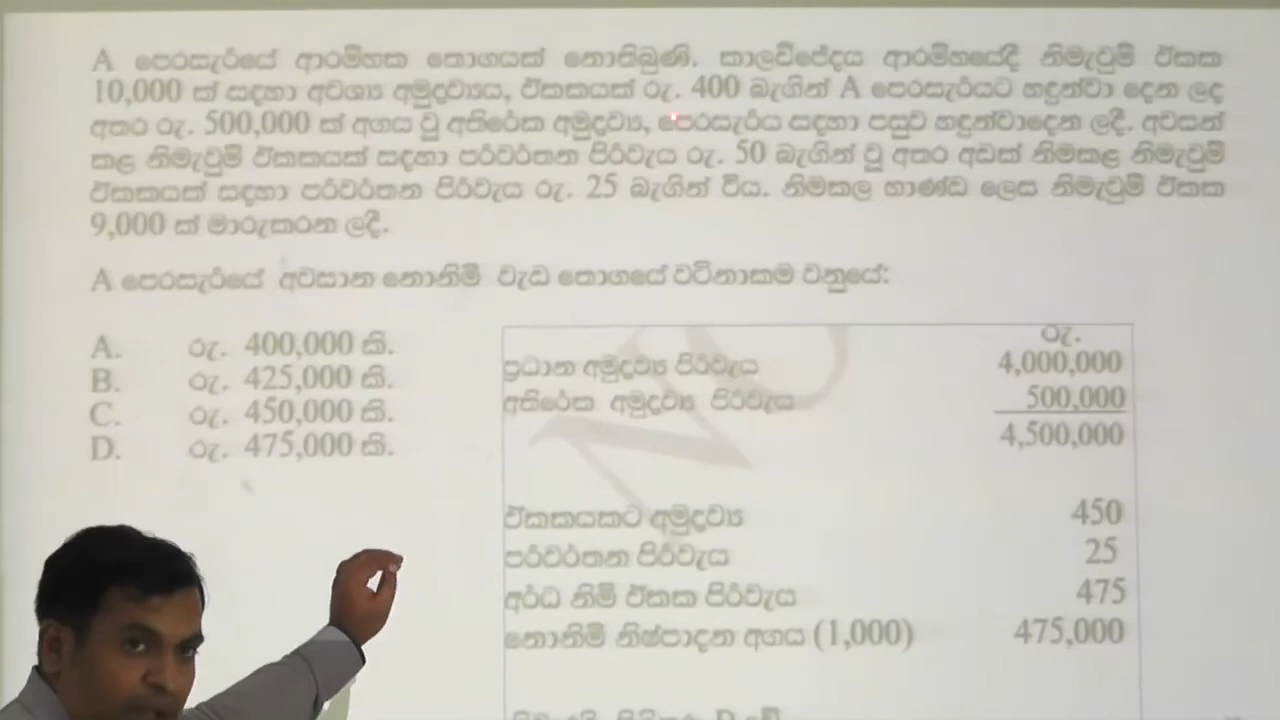 A පෙරසැරියේ ආරම්භක තොගයක් නොතිබුණි. කාලච්ඡේදය ආරම්භයේදී නිමැවුම් ඒකක
10,000 ක් සඳහා අවශ්‍ය අමුද්‍රව්‍යය, ඒකකයක් රු. 400 බැගින් A පෙරසැරියට හඳුන්වා දෙන ලද
අතර රු. 500,000 ක් අගය වූ අතිරේක අමුද්‍රව්‍ය, පෙරසැරිය සඳහා පසුව හඳුන්වාදෙන ලදී. අවසන්
කළ නිමැවුම් ඒකකයක් සඳහා පරිවර්තන පිරිවැය රු. 50 බැගින් වූ අතර අඩක් නිමකළ නිමැවුම්
ඒකකයක් සඳහා පරිවර්තන පිරිවැය රු. 25 බැගින් විය. නිමකල භාණ්ඩ ලෙස නිමැවුම් ඒකක
9,000 ක් මාරුකරන ලදී.
A පෙරසැරියේ අවසාන නොනිමි වැඩ තොගයේ වටිනාකම වනුයේ:
A. රු. 400,000 කි.
B. රු. 425,000 කි.
C. රු. 450,000 කි.
D. රු. 475,000 කි.
රු.
ප්‍රධාන අමුද්‍රව්‍ය පිරිවැය 4,000,000
අතිරේක අමුද්‍රව්‍ය පිරිවැය 500,000
4,500,000
ඒකකයකට අමුද්‍රව්‍ය 450
පරිවර්තන පිරිවැය 25
අර්ධ නිමි ඒකක පිරිවැය 475
නොනිමි නිෂ්පාදන අගය (1,000) 475,000